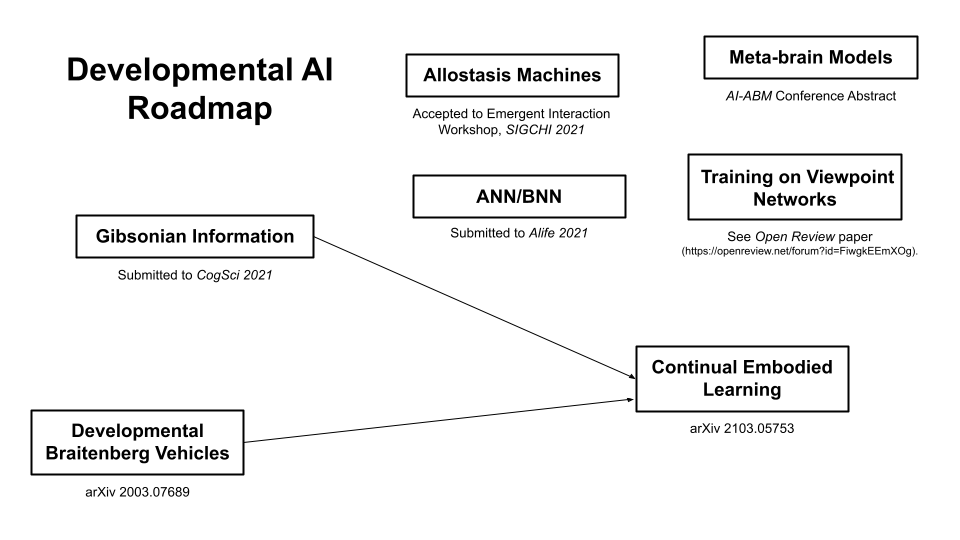 Developmental AI
Roadmap
Allostasis Machines
Accepted to Emergent Interaction
Workshop, SIGCHI 2021
Meta-brain Models
AI-ABM Conference Abstract
ANN/BNN
Submitted to Alife 2021
Training on Viewpoint
Networks
See Open Review paper
(https://openreview.net/forum?id=FiwgkEEmXOg).
Gibsonian Information
Submitted to CogSci 2021
Continual Embodied
Learning
arXiv 2103.05753
Developmental
Braitenberg Vehicles
arXiv 2003.07689